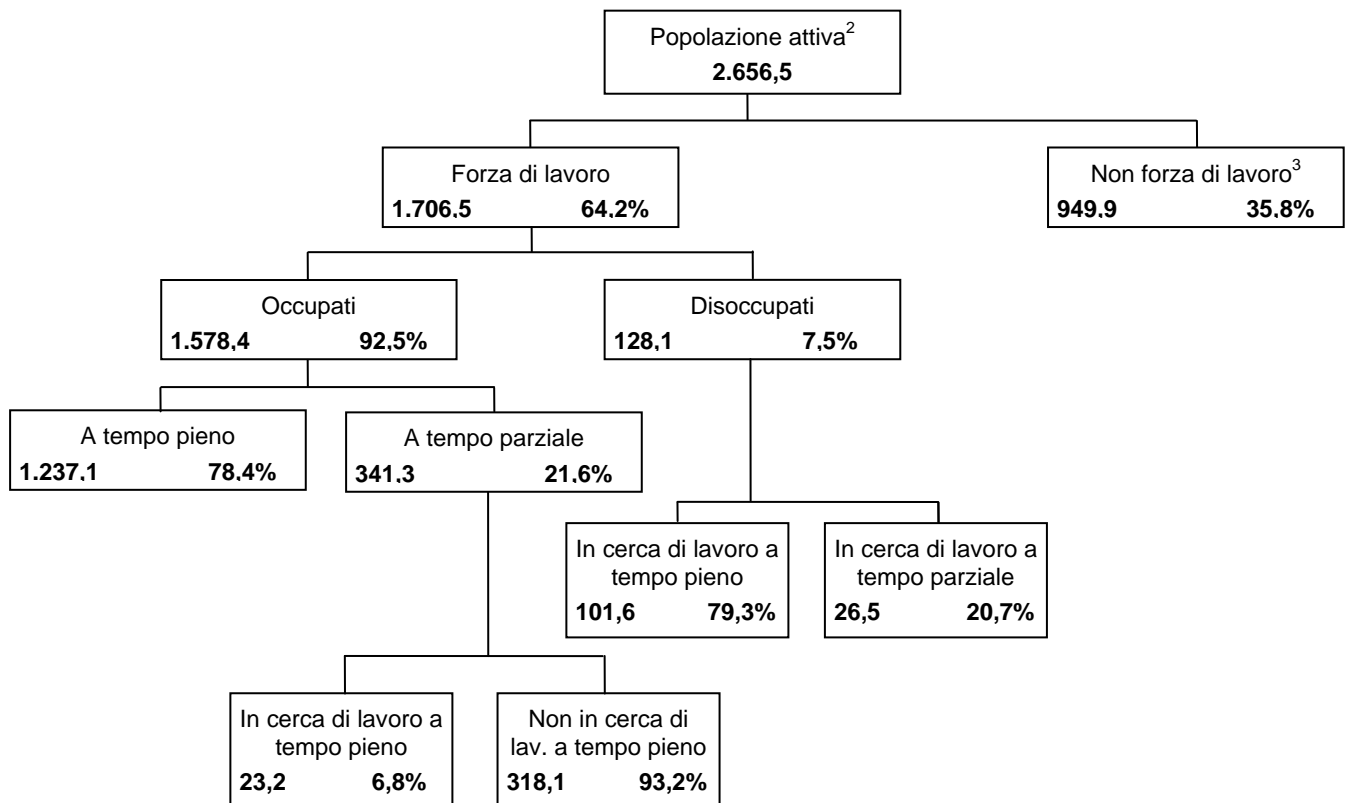 Popolazione attiva²
2.656,5
Forza di lavoro
1.706,5 64,2%
Non forza di lavoro³
949,9 35,8%
Occupati
1.578,4 92,5%
Disoccupati
128,1 7,5%
A tempo pieno
1.237,1 78,4%
A tempo parziale
341,3 21,6%
In cerca di lavoro a
tempo pieno
101,6 79,3%
In cerca di lavoro a
tempo parziale
26,5 20,7%
In cerca di lavoro a
tempo pieno
23,2 6,8%
Non in cerca di
lav. a tempo pieno
318,1 93,2%